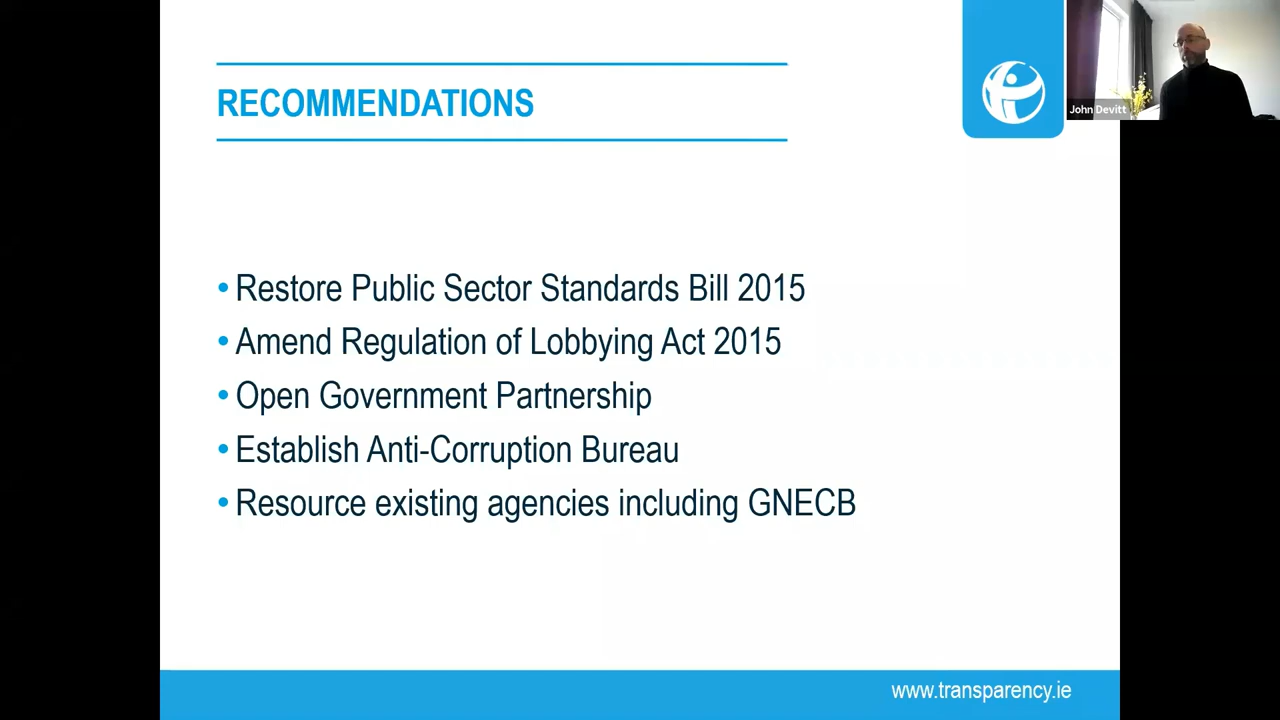 RECOMMENDATIONS
John Devitt
• Restore Public Sector Standards Bill 2015
• Amend Regulation of Lobbying Act 2015
• Open Government Partnership
• Establish Anti-Corruption Bureau
• Resource existing agencies including GNECB
www.transparency.ie